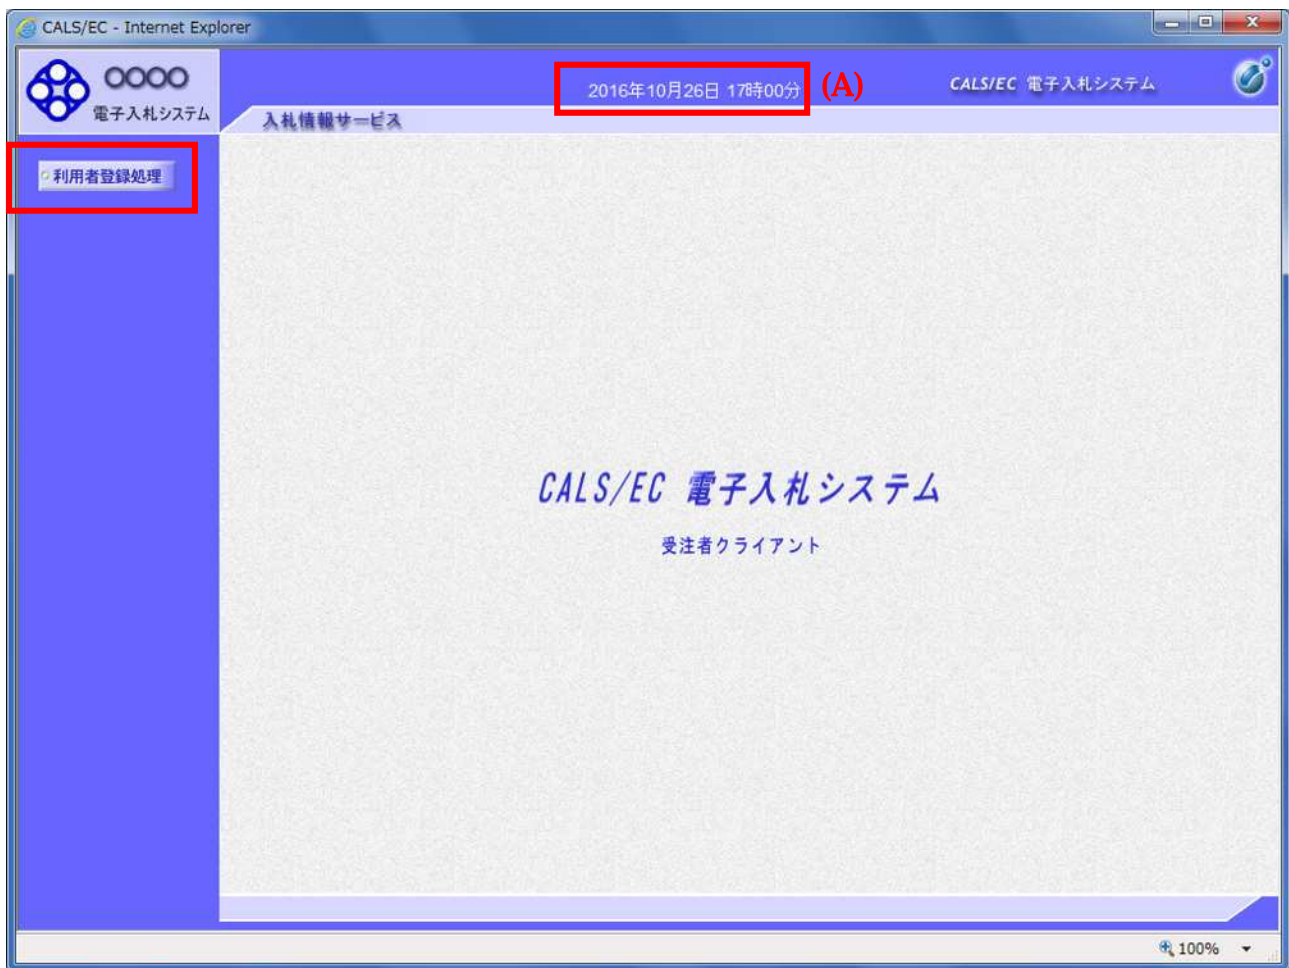 CALS/EC - Internet Explorer
○○○○
電子入札システム
2016年10月26日 17時00分
(A)
CALS/EC 電子入札システム
入札情報サービス
利用者登録処理
CALS/EC 電子入札システム
受注者クライアント
100%